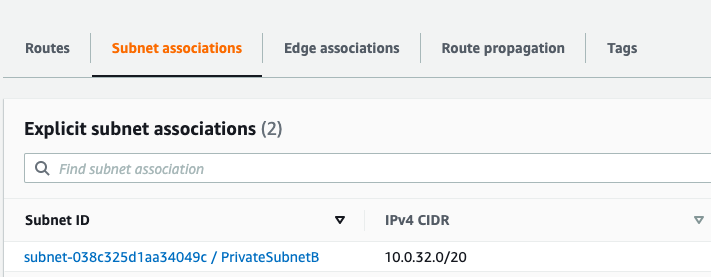 Routes Subnet associations Edge associations Route propagation Tags
Explicit subnet associations (2)
Find subnet association
Subnet ID IPv4 CIDR
subnet-038c325d1aa34049c / PrivateSubnetB 10.0.32.0/20